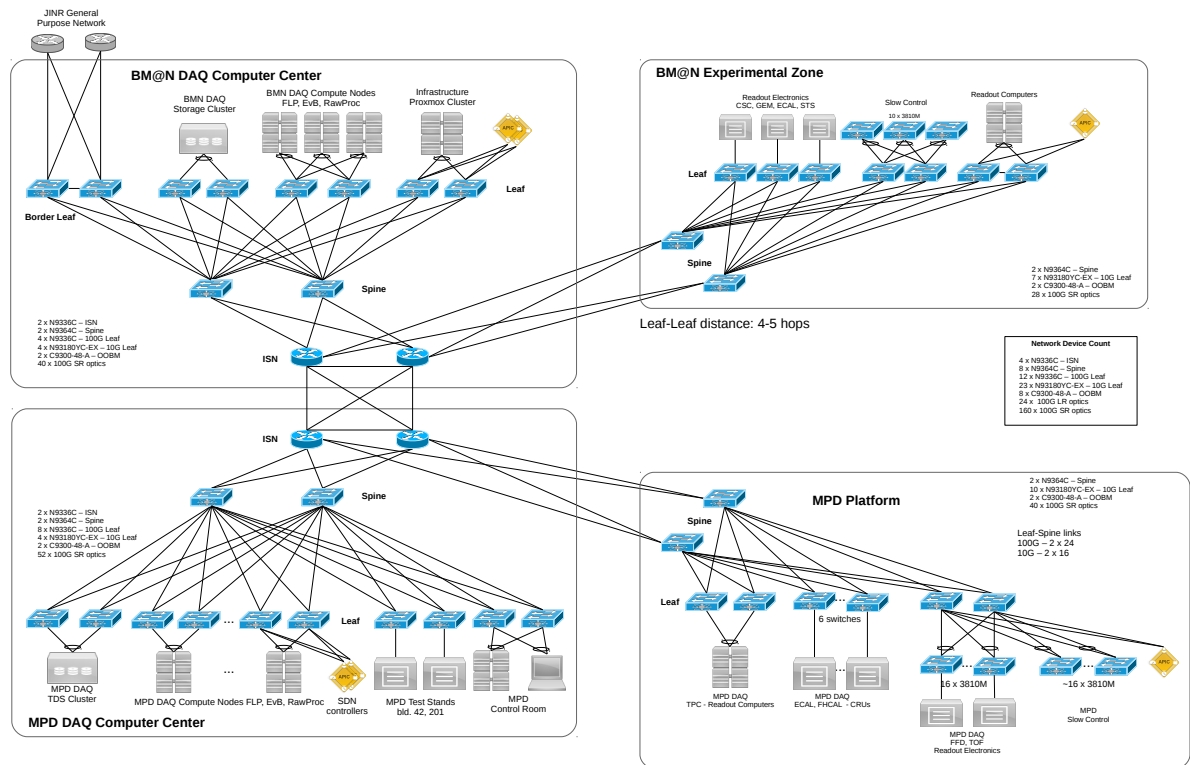 JINR General
Purpose Network
BM@N DAQ Computer Center
BMN DAQ
Storage Cluster
BMN DAQ Compute Nodes
FLP, EvB, RawProc
Infrastructure
Proxmox Cluster
APIC
Leaf
Border Leaf
Spine
2 x N9336C – ISN
2 x N9364C – Spine
4 x N9336C – 100G Leaf
4 x N93180YC-EX – 10G Leaf
2 x C9300-48-A – OOBM
40 x 100G SR optics
ISN
BM@N Experimental Zone
Readout Electronics
CSC, GEM, ECAL, STS
Slow Control
10 x 3810M
Readout Computers
APIC
Leaf
Spine
2 x N9364C – Spine
7 x N93180YC-EX – 10G Leaf
2 x C9300-48-A – OOBM
28 x 100G SR optics
Leaf-Leaf distance: 4-5 hops
Network Device Count
4 x N9336C – ISN
8 x N9364C – Spine
12 x N9336C – 100G Leaf
23 x N93180YC-EX – 10G Leaf
8 x C9300-48-A – OOBM
24 x 100G LR optics
160 x 100G SR optics
ISN
Spine
2 x N9336C – ISN
2 x N9364C – Spine
8 x N9336C – 100G Leaf
4 x N93180YC-EX – 10G Leaf
2 x C9300-48-A – OOBM
52 x 100G SR optics
...
Leaf
...
APIC
MPD DAQ
TDS Cluster
MPD DAQ Compute Nodes FLP, EvB, RawProc
SDN
controllers
MPD Test Stands
bld. 42, 201
MPD
Control Room
MPD DAQ Computer Center
MPD Platform
2 x N9364C – Spine
10 x N93180YC-EX – 10G Leaf
2 x C9300-48-A – OOBM
40 x 100G SR optics
Leaf-Spine links
100G – 2 x 24
10G – 2 x 16
Spine
Leaf
...
6 switches
...
...
...
APIC
16 x 3810M
~16 x 3810M
MPD DAQ
TPC - Readout Computers
MPD DAQ
ECAL, FHCAL - CRUs
MPD
Slow Control
MPD DAQ
FFD, TOF
Readout Electronics